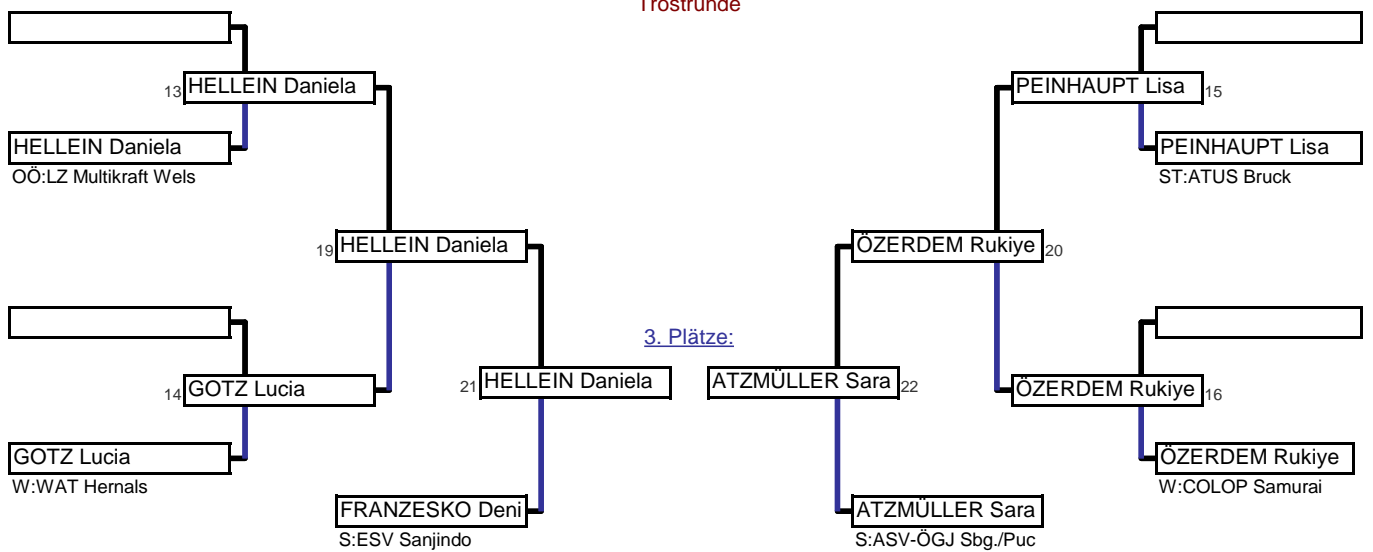 Trostrunde
13 HELLEIN Daniela
PEINHAUPT Lisa 15
HELLEIN Daniela
OÖ:LZ Multikraft Wels
PEINHAUPT Lisa
ST:ATUS Bruck
19 HELLEIN Daniela
ÖZERDEM Rukiye 20
3. Plätze:
14 GOTZ Lucia
21 HELLEIN Daniela
ATZMÜLLER Sara 22
ÖZERDEM Rukiye 16
GOTZ Lucia
W:WAT Hernals
ÖZERDEM Rukiye
W:COLOP Samurai
FRANZESKO Deni
S:ESV Sanjindo
ATZMÜLLER Sara
S:ASV-ÖGJ Sbg./Puc